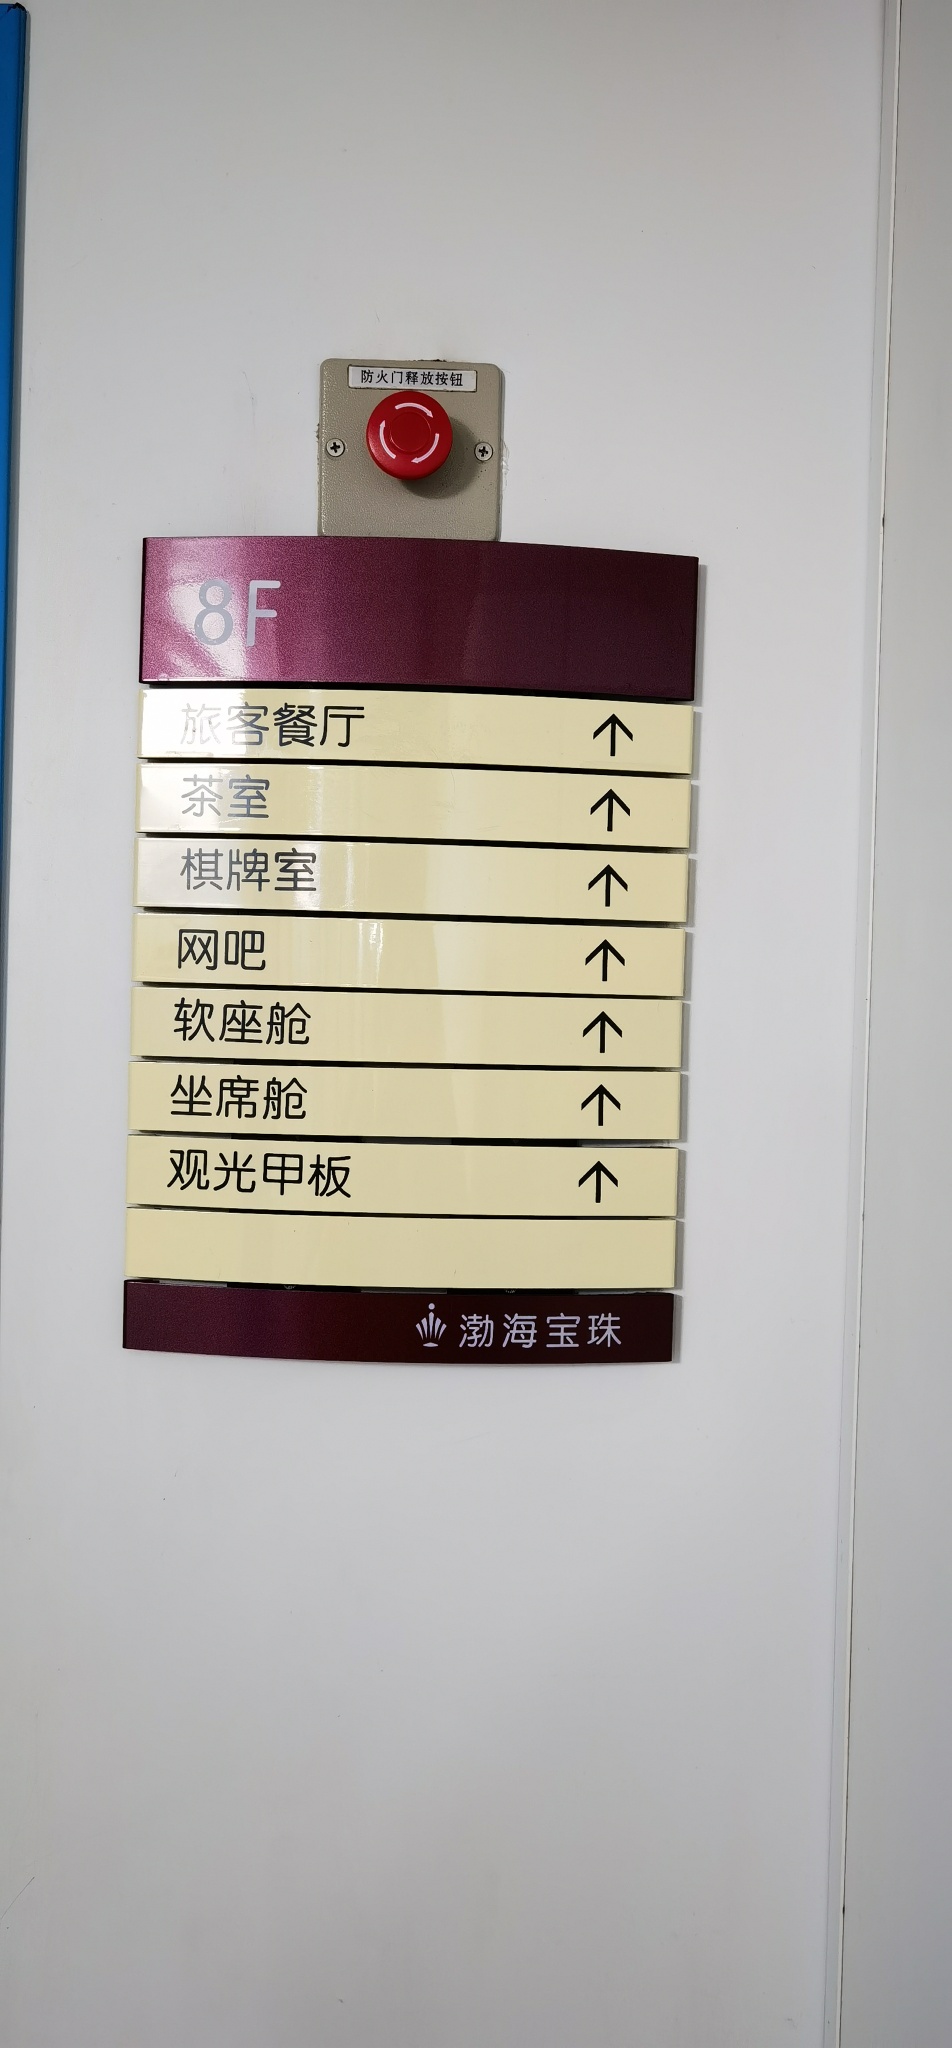 防火门释放按钮
8F
旅客餐厅 ↑
茶室 ↑
棋牌室 ↑
网吧 ↑
软座舱 ↑
坐席舱 ↑
观光甲板 ↑
渤海宝珠